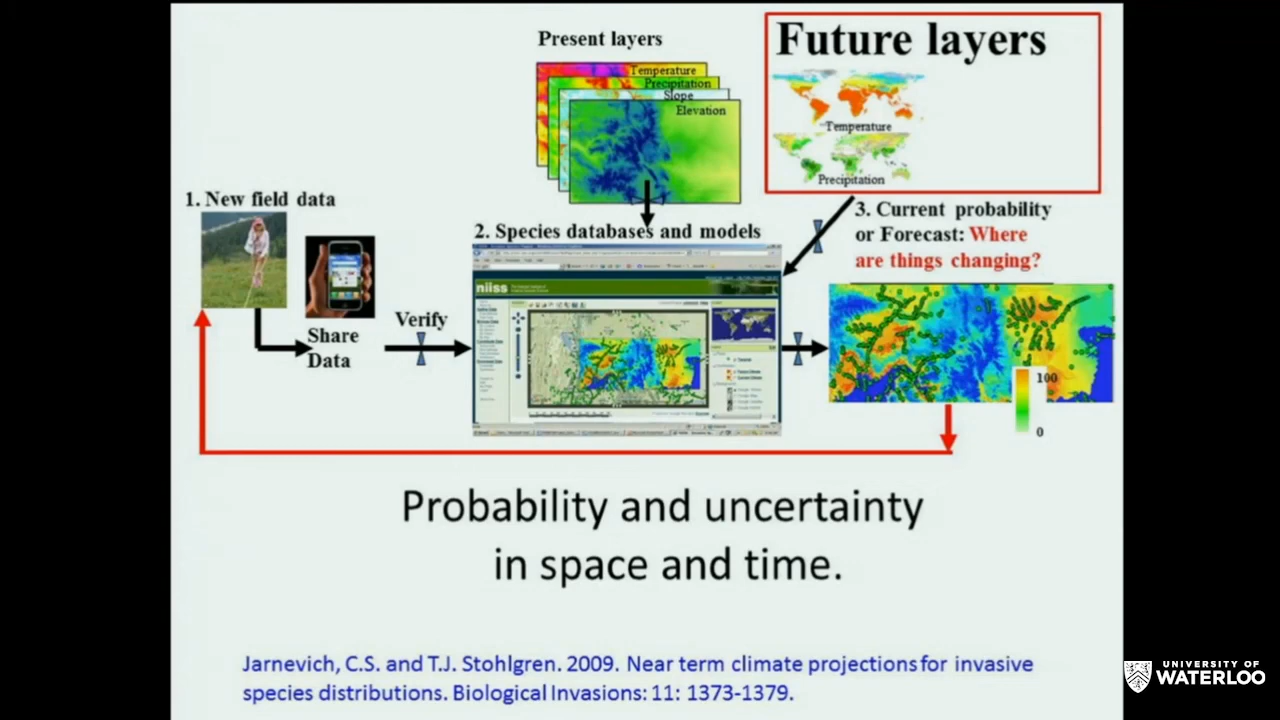 Present layers
Temperature
Precipitation
Slope
Elevation
Future layers
Temperature
Precipitation
1. New field data
Share
Data
Verify
2. Species databases and models
niiss
3. Current probability
or Forecast: Where
are things changing?
100
0
Probability and uncertainty
in space and time.
Jarnevich, C.S. and T.J. Stohlgren. 2009. Near term climate projections for invasive
species distributions. Biological Invasions: 11: 1373-1379.
UNIVERSITY OF
WATERLOO